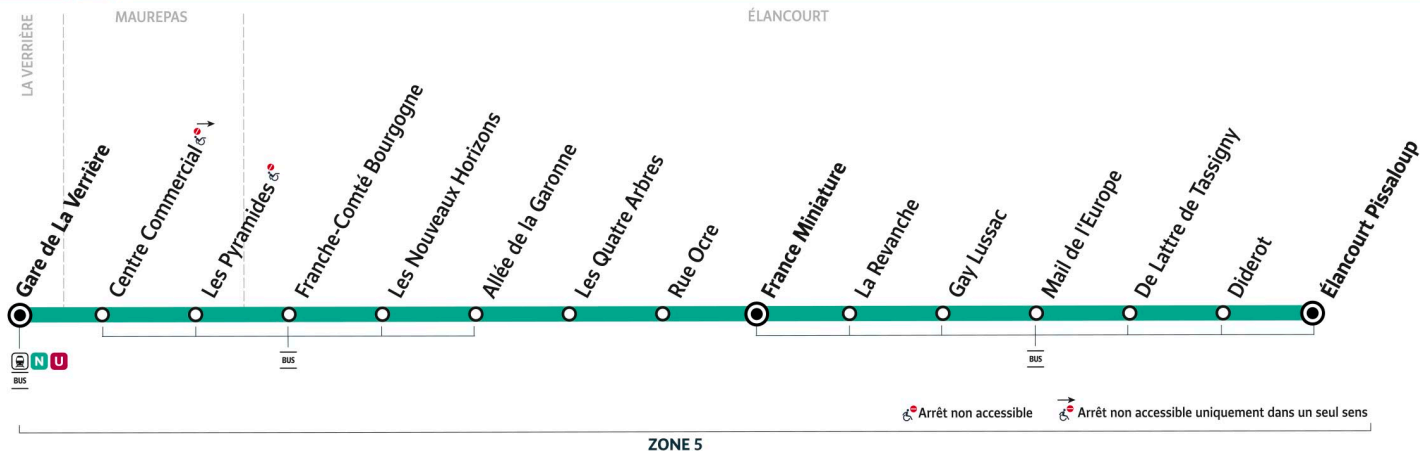 LA VERRIÈRE
MAUREPAS
ÉLANCOURT
Gare de La Verrière
Centre Commercial
Les Pyramides
Franche-Comté Bourgogne
Les Nouveaux Horizons
Allée de la Garonne
Les Quatre Arbres
Rue Ocre
France Miniature
La Revanche
Gay Lussac
Mail de l'Europe
De Lattre de Tassigny
Diderot
Élancourt Pissaloup
N U
BUS
BUS
BUS
Arrêt non accessible
Arrêt non accessible uniquement dans un seul sens
ZONE 5